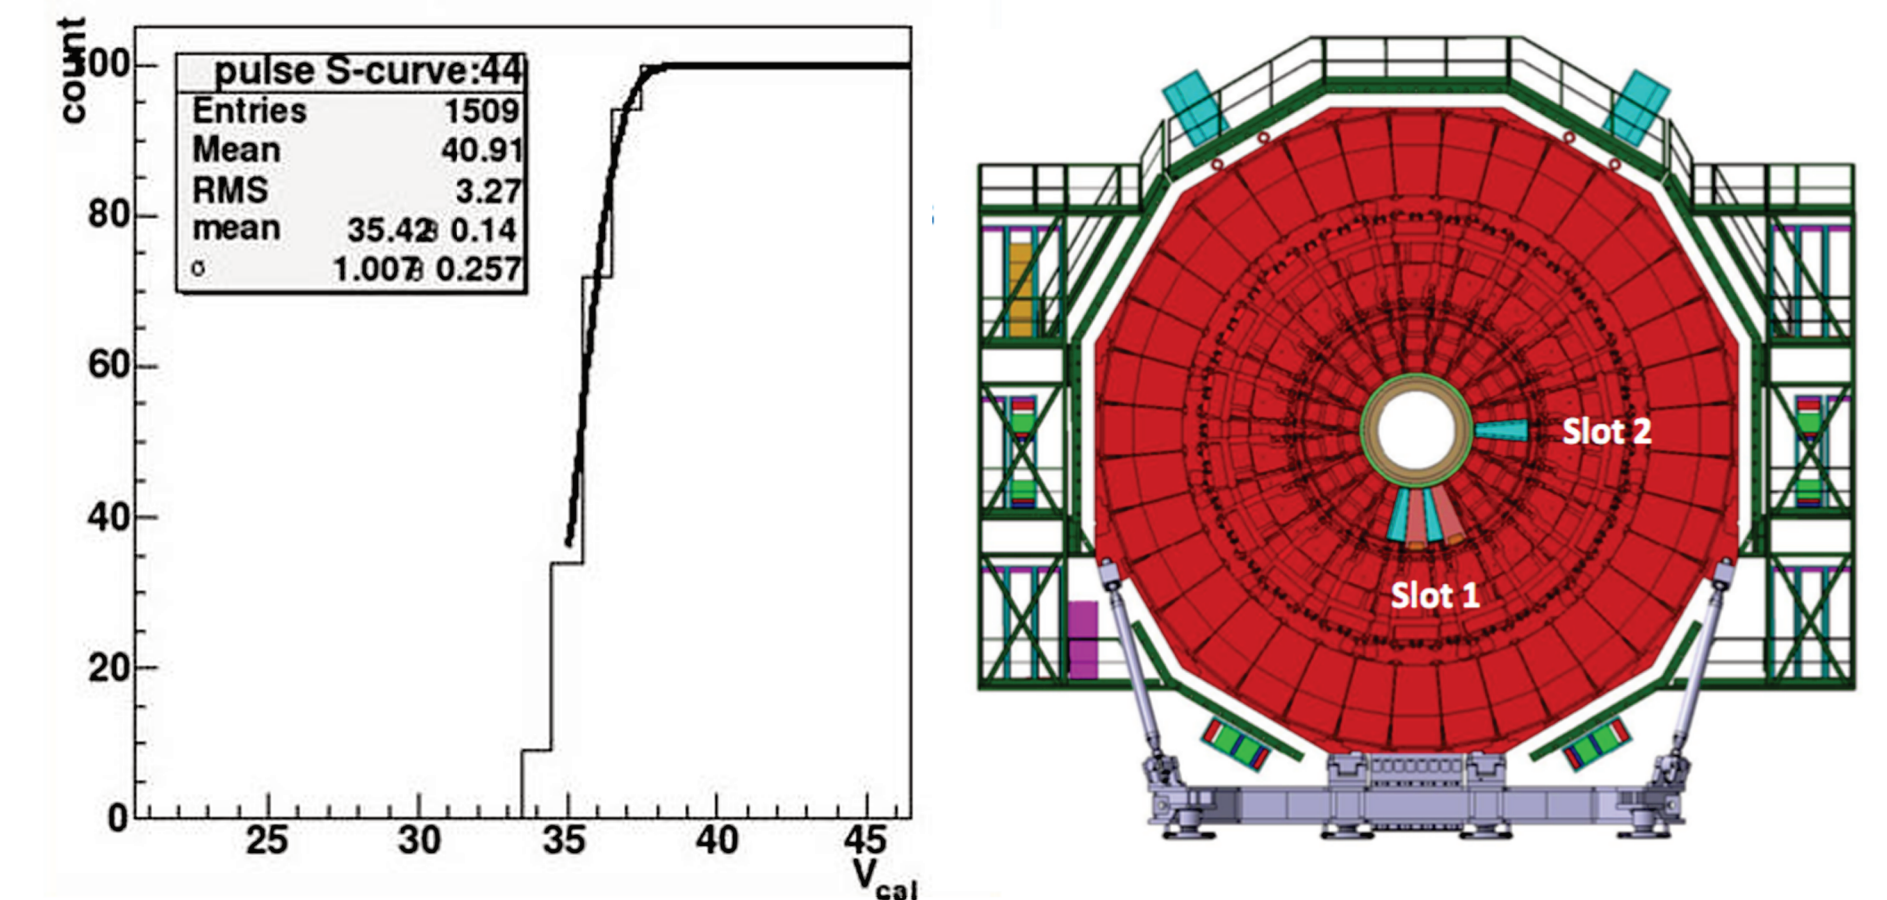 count
pulse S-curve:44
Entries 1509
Mean 40.91
RMS 3.27
mean 35.42 0.14
σ 1.007 0.257
100
80
60
40
20
0
25 30 35 40 45
Vcal
Slot 2
Slot 1